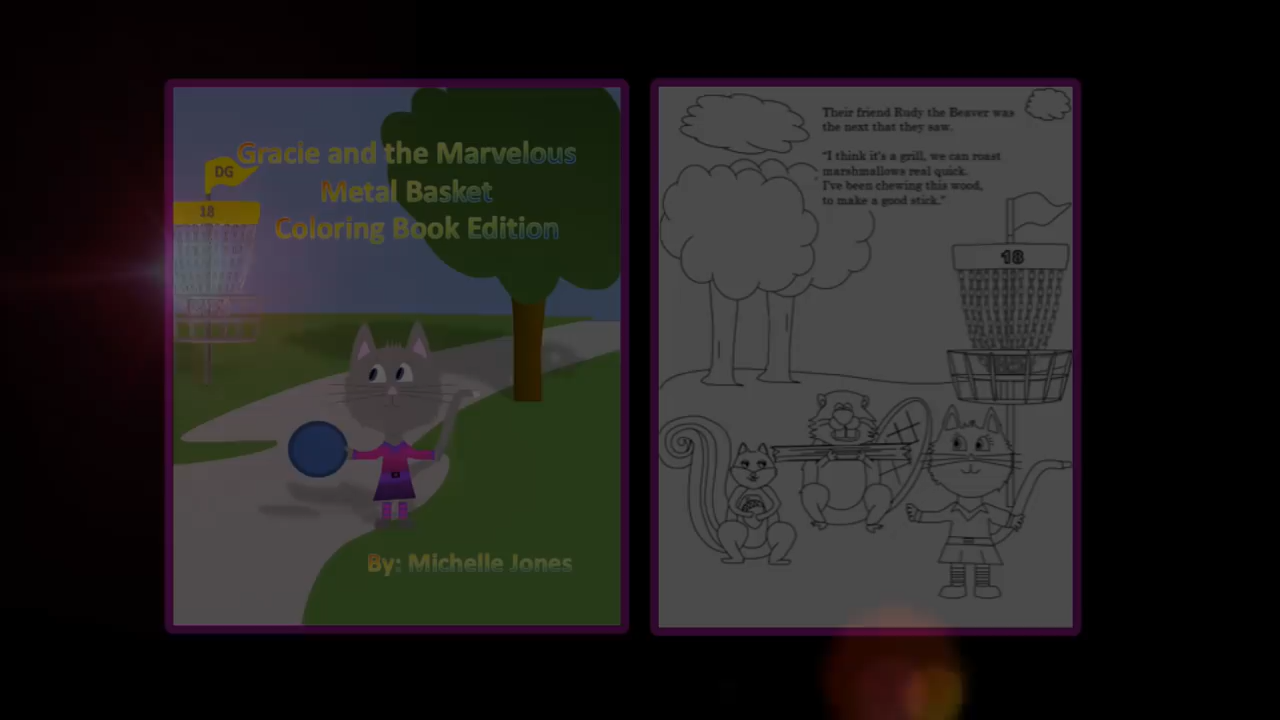 Gracie and the Marvelous
Metal Basket
Coloring Book Edition
DG
18
By: Michelle Jones
Their friend Rudy the Beaver was
the next that they saw.
"I think it's a grill, we can roast
marshmallows real quick.
I've been chewing this wood,
to make a good stick."
18